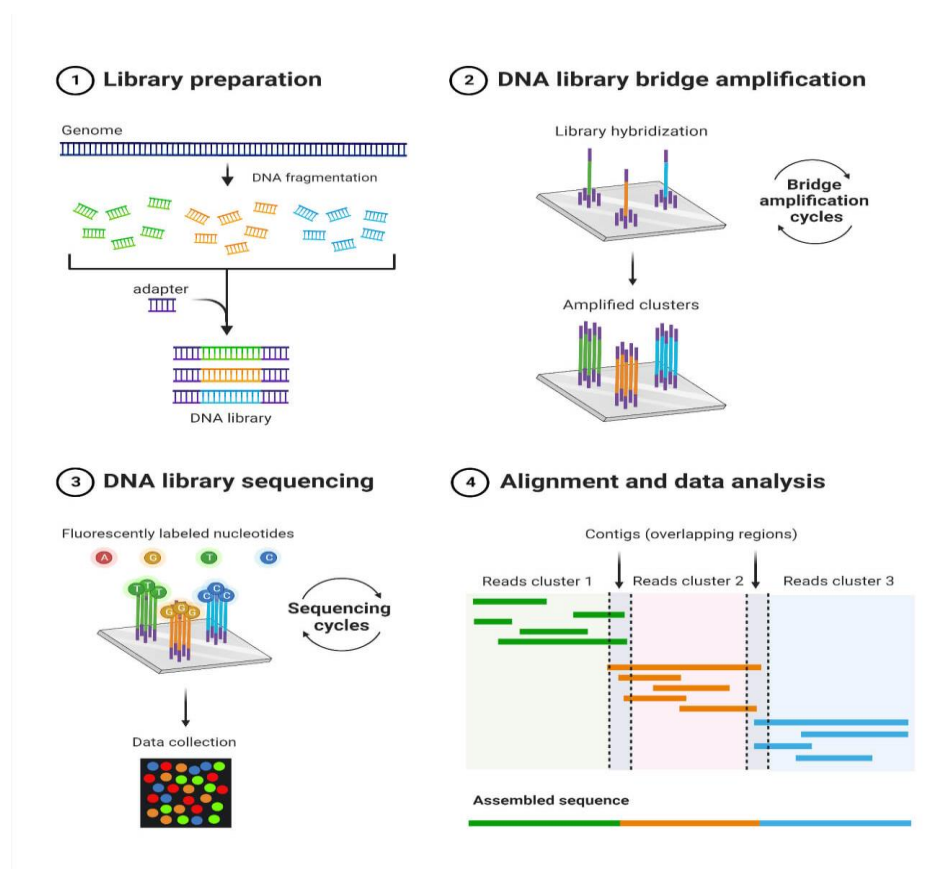 1 Library preparation
Genome
DNA fragmentation
adapter
DNA library
2 DNA library bridge amplification
Library hybridization
Bridge
amplification
cycles
Amplified clusters
3 DNA library sequencing
Fluorescently labeled nucleotides
A G T C
T T T
G G G
C C C
Sequencing
cycles
Data collection
4 Alignment and data analysis
Contigs (overlapping regions)
Reads cluster 1 Reads cluster 2 Reads cluster 3
Assembled sequence